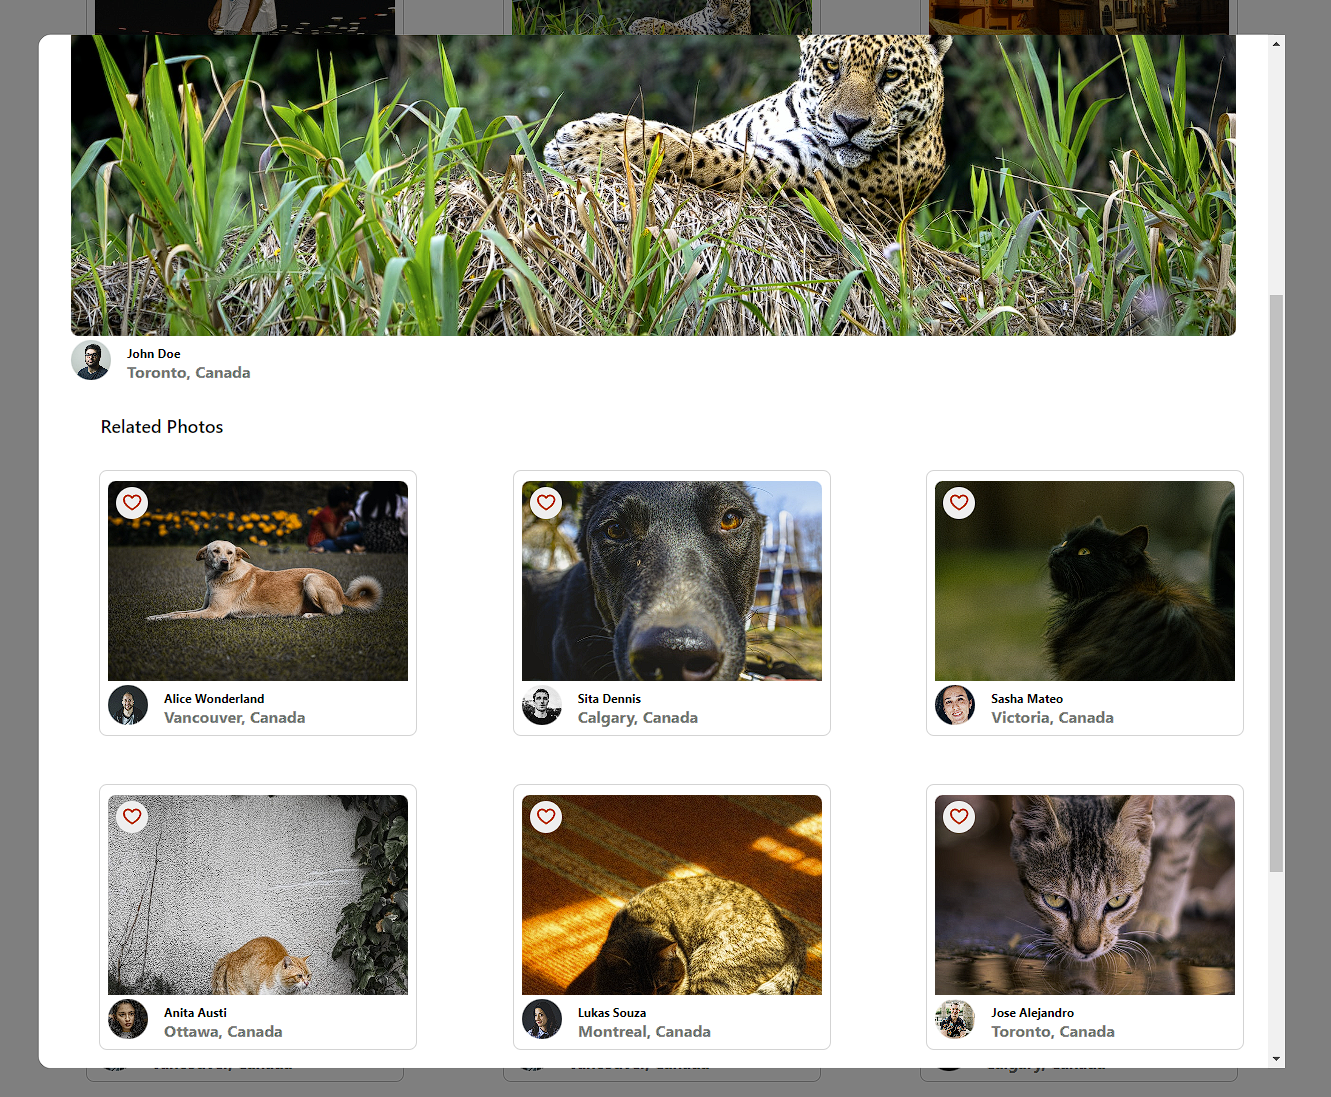 John Doe
Toronto, Canada
Related Photos
Alice Wonderland
Vancouver, Canada
Sita Dennis
Calgary, Canada
Sasha Mateo
Victoria, Canada
Anita Austi
Ottawa, Canada
Lukas Souza
Montreal, Canada
Jose Alejandro
Toronto, Canada